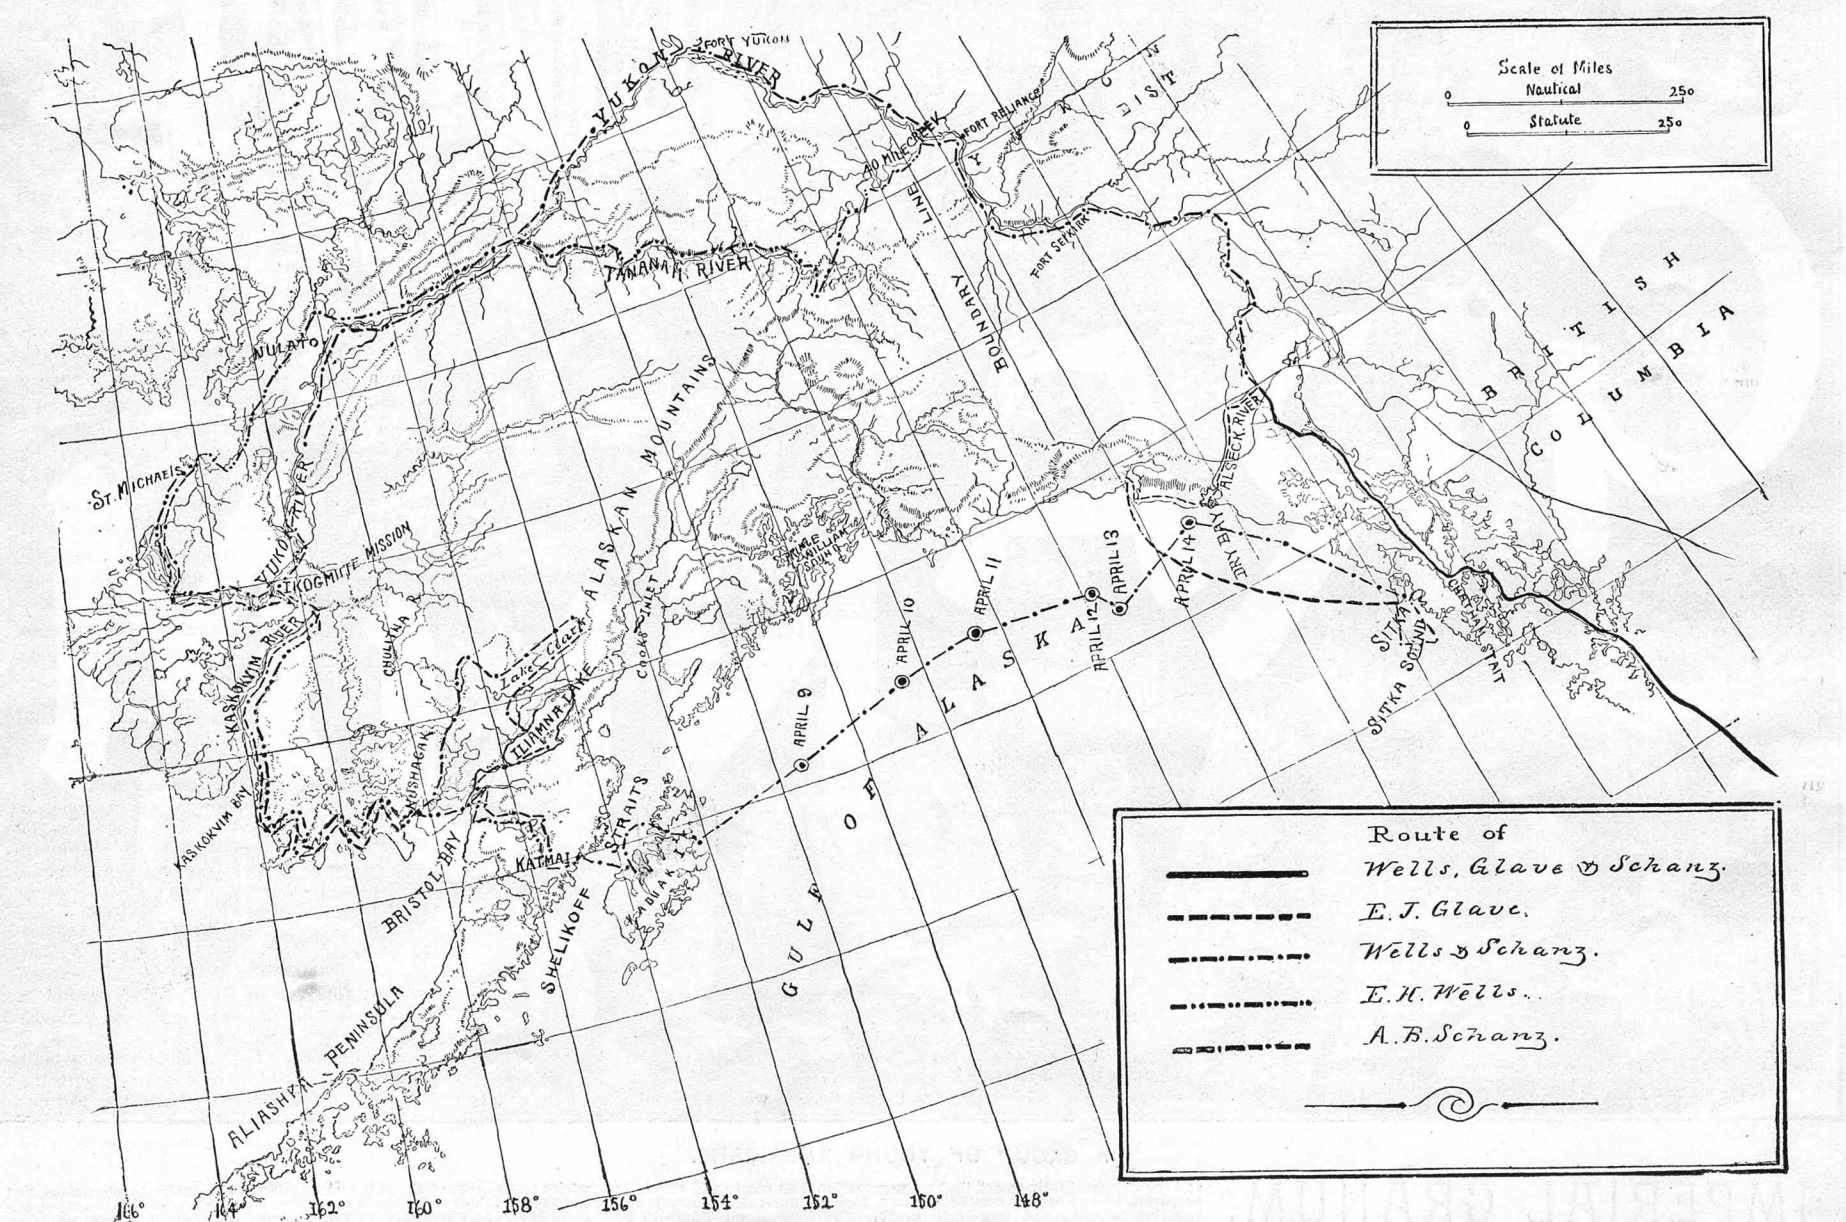 Scale of Miles
Nautical
0 250
Statute
0 250
FORT YUKON
YUKON RIVER
FORT RELIANCE
40 MILE CREEK
YUKON
DIST
BOUNDARY LINE
FORT SELKIRK
TANANAH RIVER
BRITISH
COLUMBIA
NULATO
ALASKAN MOUNTAINS
ST. MICHAELS
YUKON RIVER
IKOGMUTE MISSION
ALSECK RIVER
DRY BAY
APRIL 14
APRIL 13
APRIL 12
APRIL 11
APRIL 10
APRIL 9
SITKA
SITKA SOUND
CHATHAM STAIT
WILLIAM
SOUND
COOKS INLET
CHULITNA R
Lake Clark
ILIAMNA LAKE
KASKOKVIM RIVER
KASKOKVIM BAY
NUSHAGAK
BRISTOL BAY
KATMAI
SHELIKOFF STRAITS
KADIAK
GULF OF ALASKA
ALIASHKA PENINSULA
Route of
Wells, Glave & Schanz.
E. J. Glave.
Wells & Schanz.
E. H. Wells.
A. B. Schanz.
166° 164° 162° 160° 158° 156° 154° 152° 150° 148°